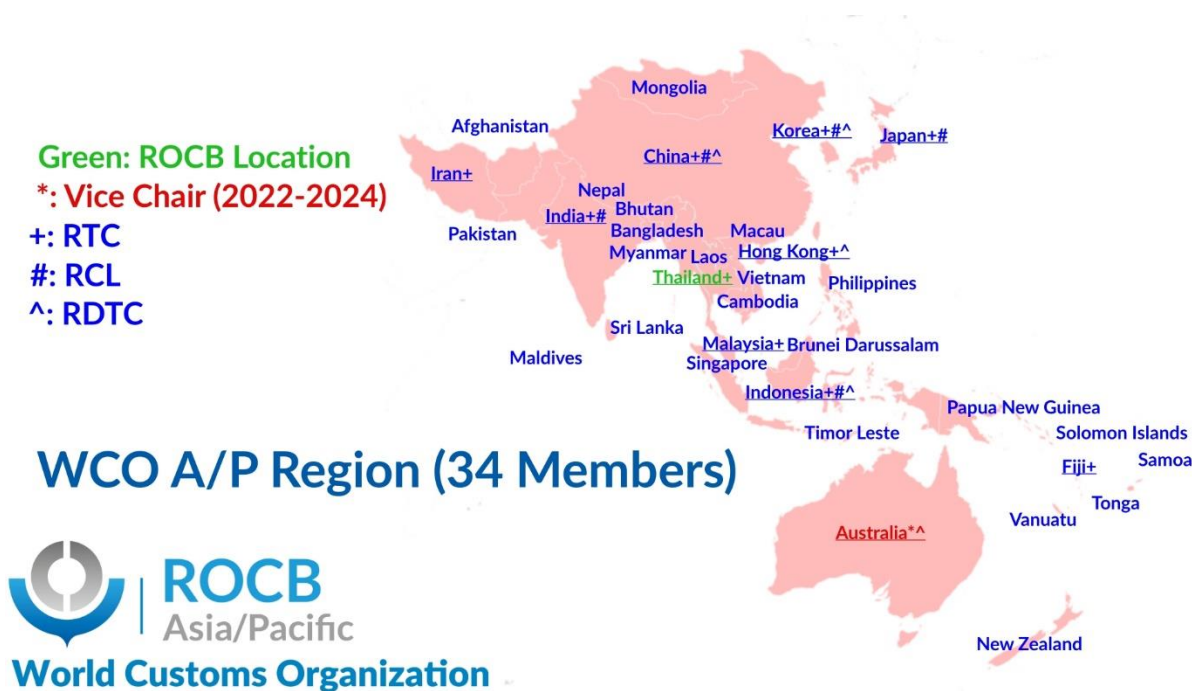 Green: ROCB Location
*: Vice Chair (2022-2024)
+: RTC
#: RCL
^: RDTC
Mongolia
Afghanistan
Korea+#^
Japan+#
China+#^
Iran+
Nepal
India+#
Bhutan
Pakistan
Bangladesh
Macau
Myanmar
Laos
Hong Kong+^
Thailand+
Vietnam
Philippines
Cambodia
Sri Lanka
Maldives
Malaysia+
Brunei Darussalam
Singapore
Indonesia+#^
Papua New Guinea
Timor Leste
Solomon Islands
Samoa
Fiji+
Tonga
Vanuatu
Australia*^
New Zealand
WCO A/P Region (34 Members)
ROCB
Asia/Pacific
World Customs Organization